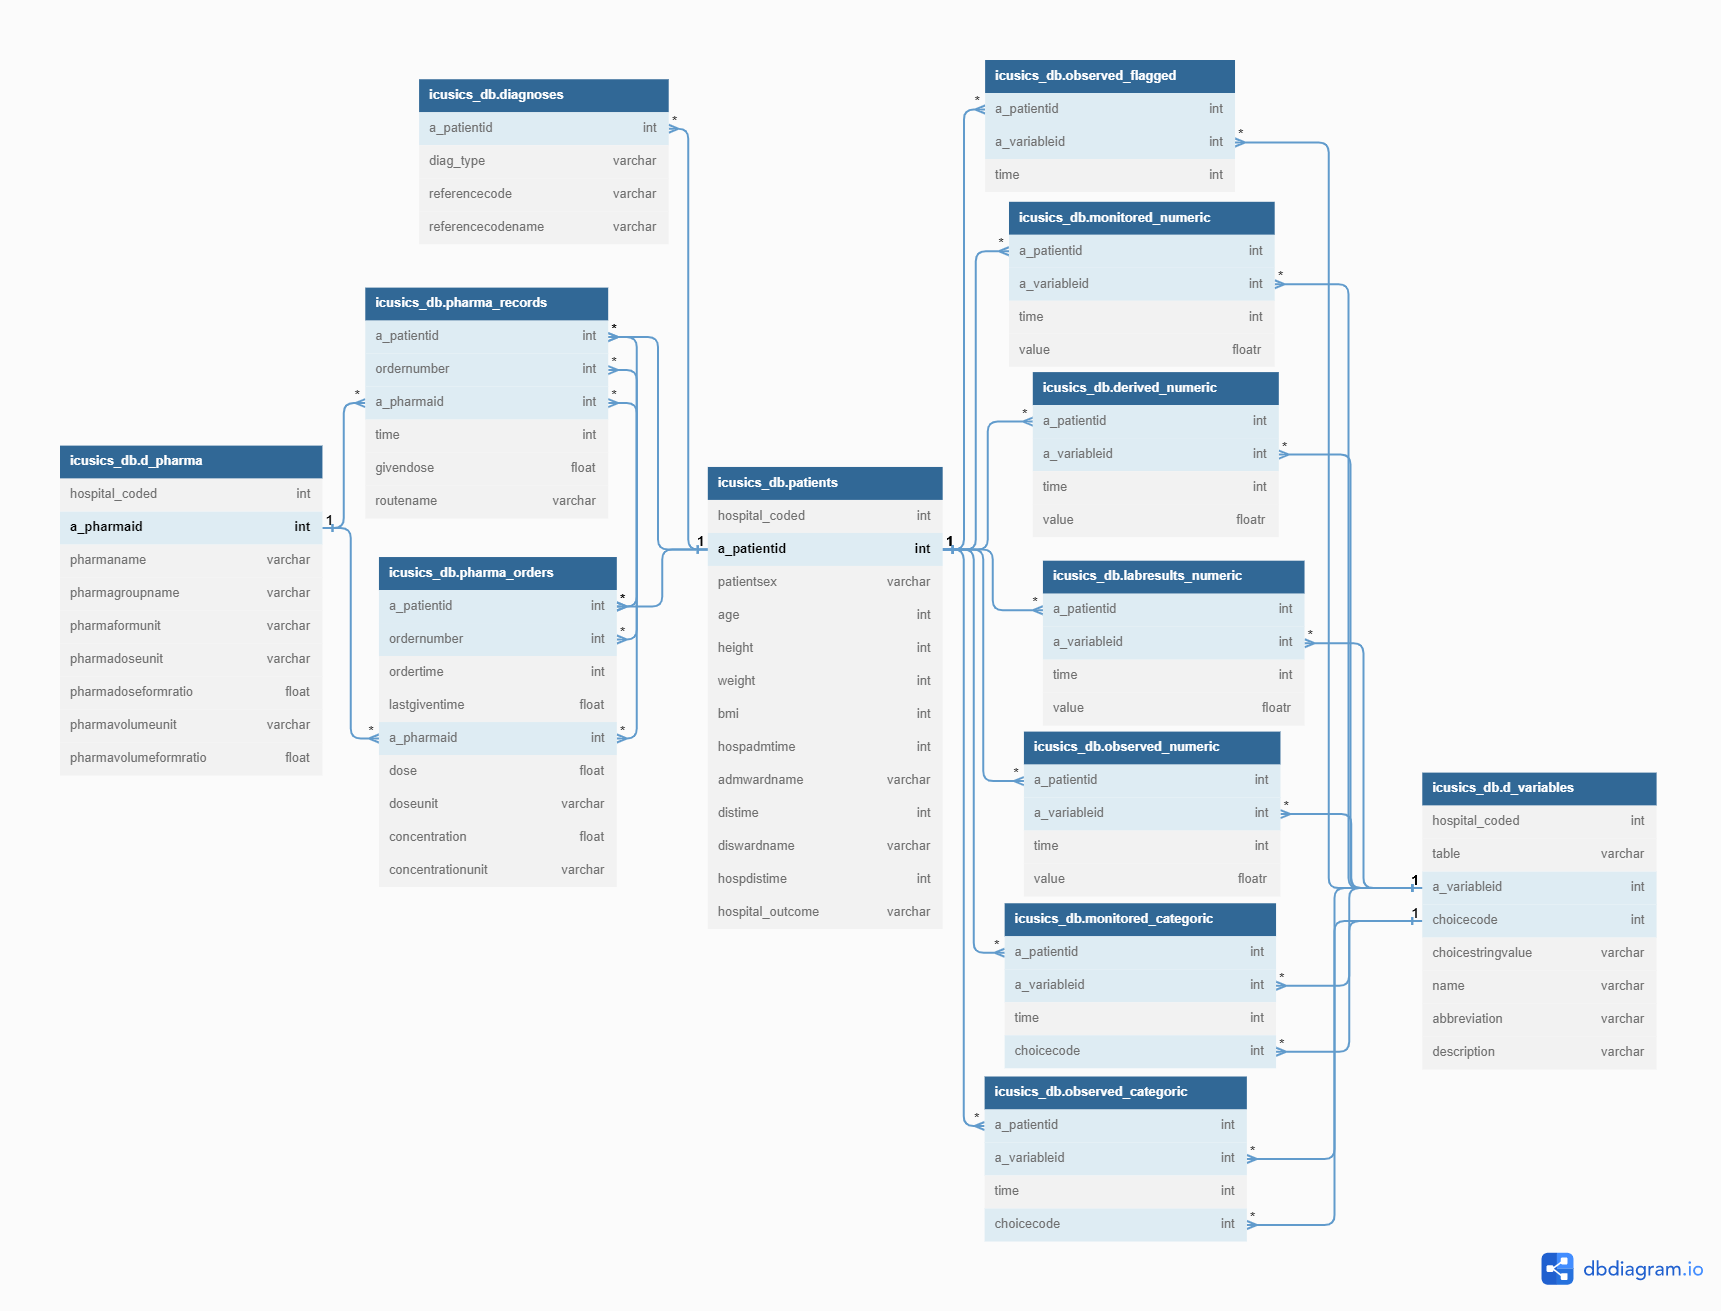 icusics_db.diagnoses
a_patientid int
diag_type varchar
referencecode varchar
referencecodename varchar
icusics_db.pharma_records
a_patientid int
ordernumber int
a_pharmaid int
time int
givendose float
routename varchar
icusics_db.d_pharma
hospital_coded int
a_pharmaid int
pharmaname varchar
pharmagroupname varchar
pharmaformunit varchar
pharmadoseunit varchar
pharmadoseformratio float
pharmavolumeunit varchar
pharmavolumeformratio float
icusics_db.pharma_orders
a_patientid int
ordernumber int
ordertime int
lastgiventime float
a_pharmaid int
dose float
doseunit varchar
concentration float
concentrationunit varchar
icusics_db.patients
hospital_coded int
a_patientid int
patientsex varchar
age int
height int
weight int
bmi int
hospadmtime int
admwardname varchar
distime int
diswardname varchar
hospdistime int
hospital_outcome varchar
icusics_db.observed_flagged
a_patientid int
a_variableid int
time int
icusics_db.monitored_numeric
a_patientid int
a_variableid int
time int
value floatr
icusics_db.derived_numeric
a_patientid int
a_variableid int
time int
value floatr
icusics_db.labresults_numeric
a_patientid int
a_variableid int
time int
value floatr
icusics_db.observed_numeric
a_patientid int
a_variableid int
time int
value floatr
icusics_db.monitored_categoric
a_patientid int
a_variableid int
time int
choicecode int
icusics_db.observed_categoric
a_patientid int
a_variableid int
time int
choicecode int
icusics_db.d_variables
hospital_coded int
table varchar
a_variableid int
choicecode int
choicestringvalue varchar
name varchar
abbreviation varchar
description varchar
1
1
1
1
1
dbdiagram.io